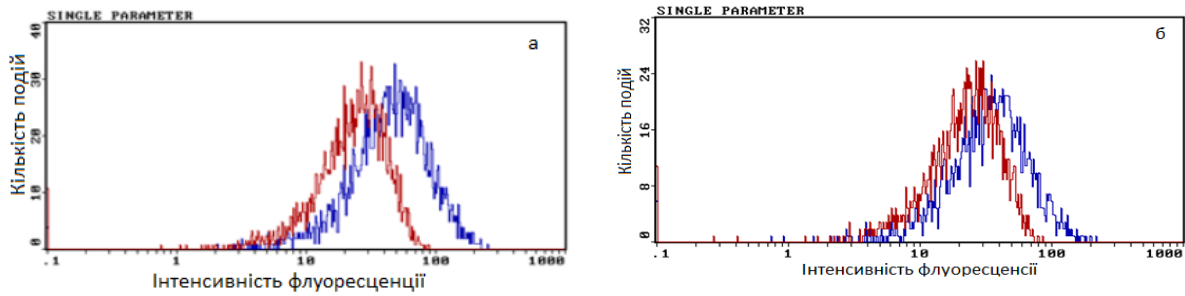 SINGLE PARAMETER
а
Кількість подій
40
30
20
10
0
.1
1
10
100
1000
Інтенсивність флуоресценції
SINGLE PARAMETER
б
Кількість подій
32
24
16
8
0
.1
1
10
100
1000
Інтенсивність флуоресценсії